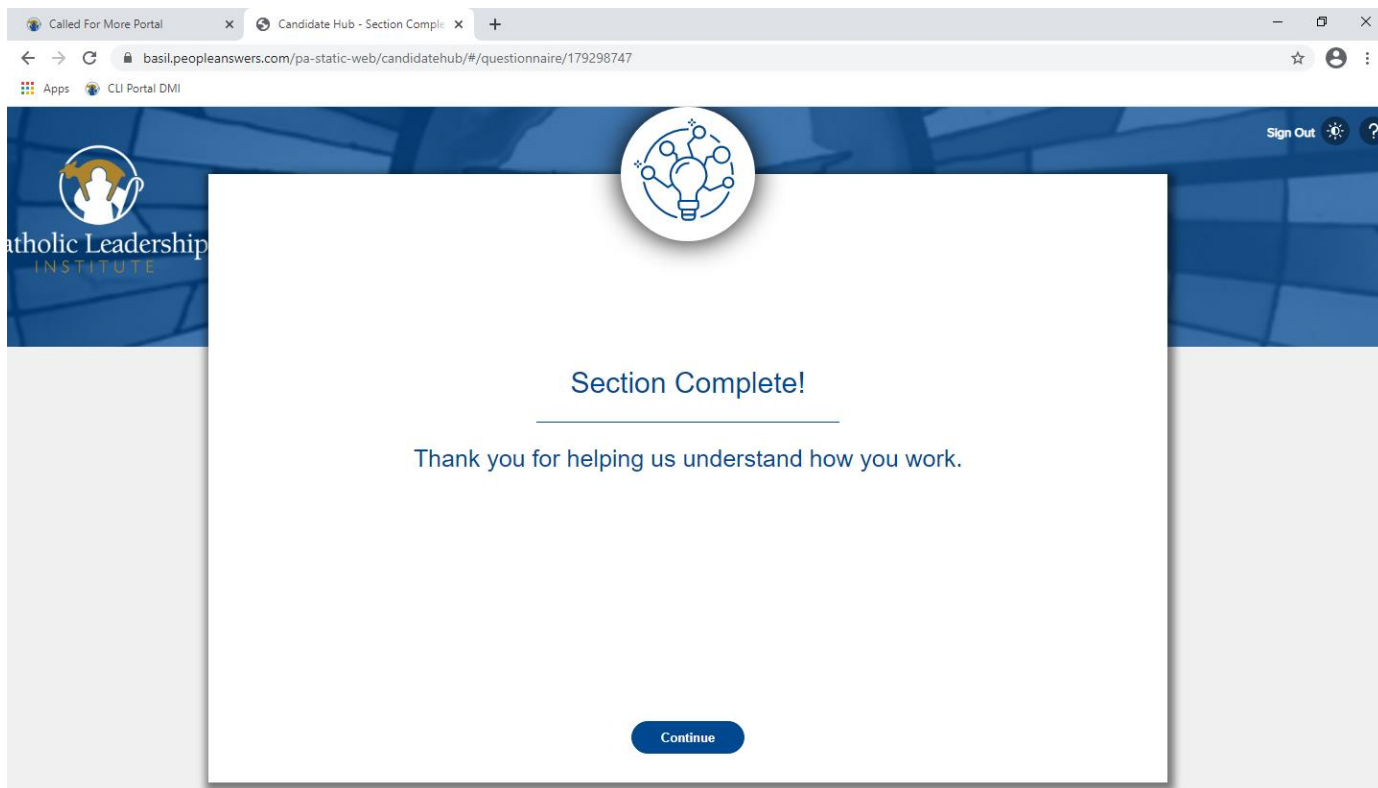 Called For More Portal
Candidate Hub - Section Comple
basil.peopleanswers.com/pa-static-web/candidatehub/#/questionnaire/179298747
Apps CLI Portal DMI
Sign Out ?
atholic Leadership
INSTITUTE
Section Complete!
Thank you for helping us understand how you work.
Continue